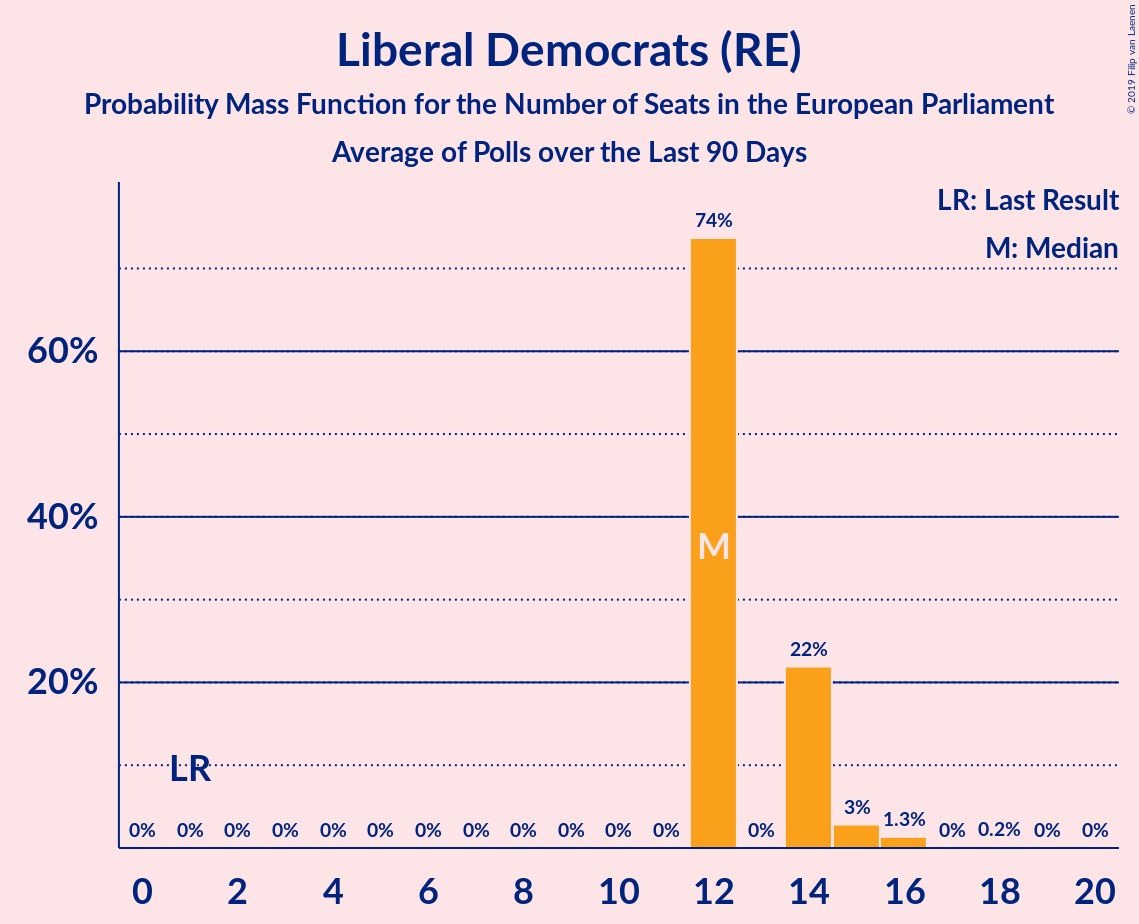 Liberal Democrats (RE)
Probability Mass Function for the Number of Seats in the European Parliament
Average of Polls over the Last 90 Days
© 2019 Filip van Laenen
LR: Last Result
M: Median
74%
60%
40%
M
22%
20%
LR
0% 0% 0% 0% 0% 0% 0% 0% 0% 0% 0% 0% 0% 3% 1.3% 0% 0.2% 0% 0%
0 2 4 6 8 10 12 14 16 18 20